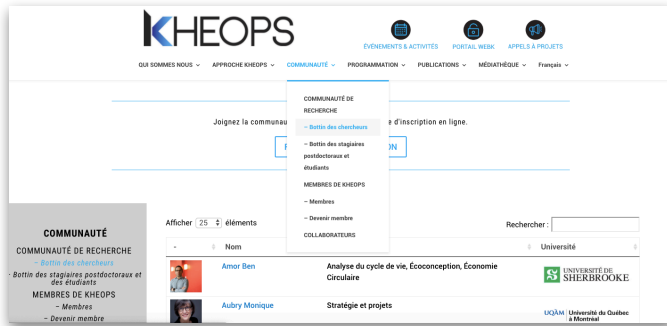 KHEOPS
ÉVÉNEMENTS & ACTIVITÉS PORTAIL WEBK APPELS À PROJETS
QUI SOMMES NOUS APPROCHE KHEOPS COMMUNAUTÉ PROGRAMMATION PUBLICATIONS MÉDIATHÈQUE Français
COMMUNAUTÉ DE
RECHERCHE
– Bottin des chercheurs
– Bottin des stagiaires
postdoctoraux et
étudiants
MEMBRES DE KHEOPS
– Membres
– Devenir membre
COLLABORATEURS
Joignez la communau e d'inscription en ligne.
F ON
COMMUNAUTÉ
COMMUNAUTÉ DE RECHERCHE
– Bottin des chercheurs
- Bottin des stagiaires postdoctoraux et
des étudiants
MEMBRES DE KHEOPS
– Membres
– Devenir membre
Afficher 25 éléments Rechercher :
- Nom Université
Amor Ben Analyse du cycle de vie, Écoconception, Économie
Circulaire
UNIVERSITÉ DE
SHERBROOKE
Aubry Monique Stratégie et projets
UQÀM Université du Québec
à Montréal